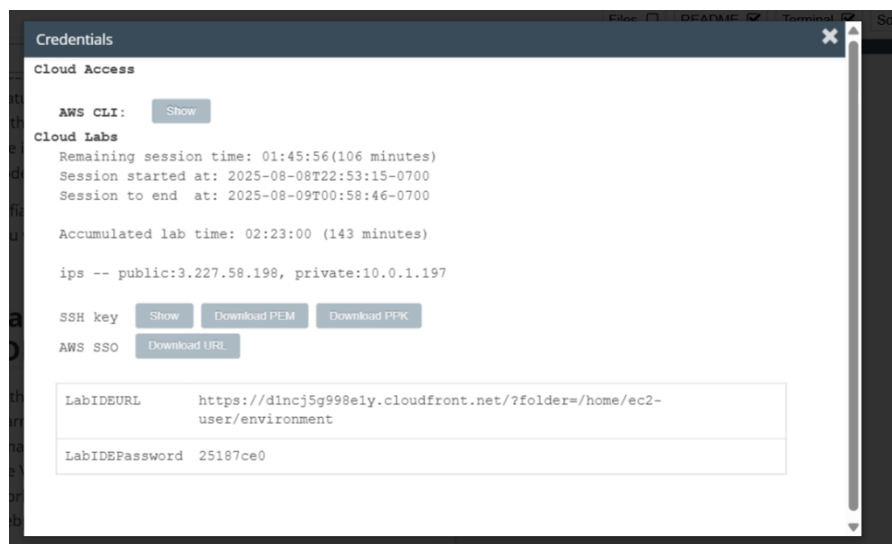 Files README Terminal
Credentials
Cloud Access
AWS CLI: Show
Cloud Labs
Remaining session time: 01:45:56(106 minutes)
Session started at: 2025-08-08T22:53:15-0700
Session to end at: 2025-08-09T00:58:46-0700
Accumulated lab time: 02:23:00 (143 minutes)
ips -- public:3.227.58.198, private:10.0.1.197
SSH key Show Download PEM Download PPK
AWS SSO Download URL
LabIDEURL https://d1ncj5g998e1y.cloudfront.net/?folder=/home/ec2-
user/environment
LabIDEPassword 25187ce0